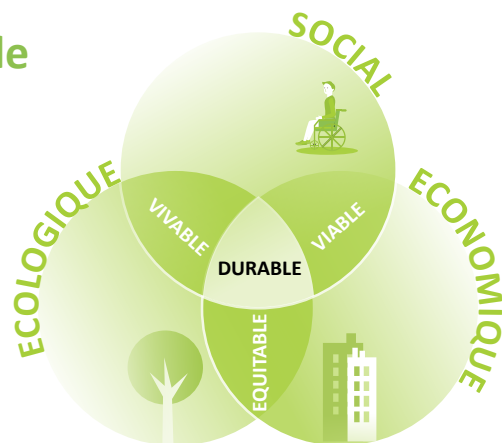 le
SOCIAL
ECOLOGIQUE
ECONOMIQUE
VIVABLE
VIABLE
DURABLE
EQUITABLE